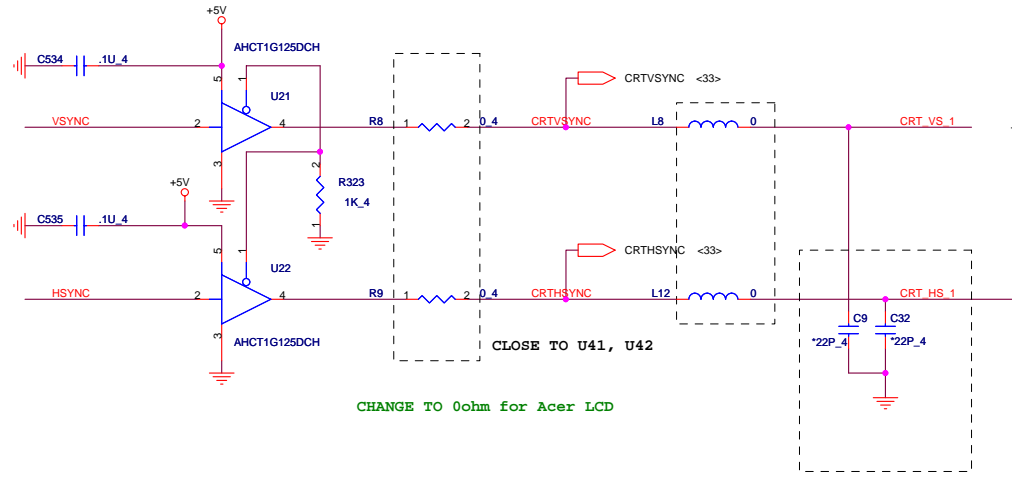 +5V
AHCT1G125DCH
C534 .1U_4
5 1 U21
CRTVSYNC <33>
VSYNC 2 4 R8 1 2 0_4 CRTVSYNC L8 0 CRT_VS_1
3
2 R323
1K_4
1
+5V
C535 .1U_4
5 1 U22
CRTHSYNC <33>
HSYNC 2 4 R9 1 2 0_4 CRTHSYNC L12 0 CRT_HS_1
3
AHCT1G125DCH
C9 C32
*22P_4 *22P_4
CLOSE TO U41, U42
CHANGE TO 0ohm for Acer LCD